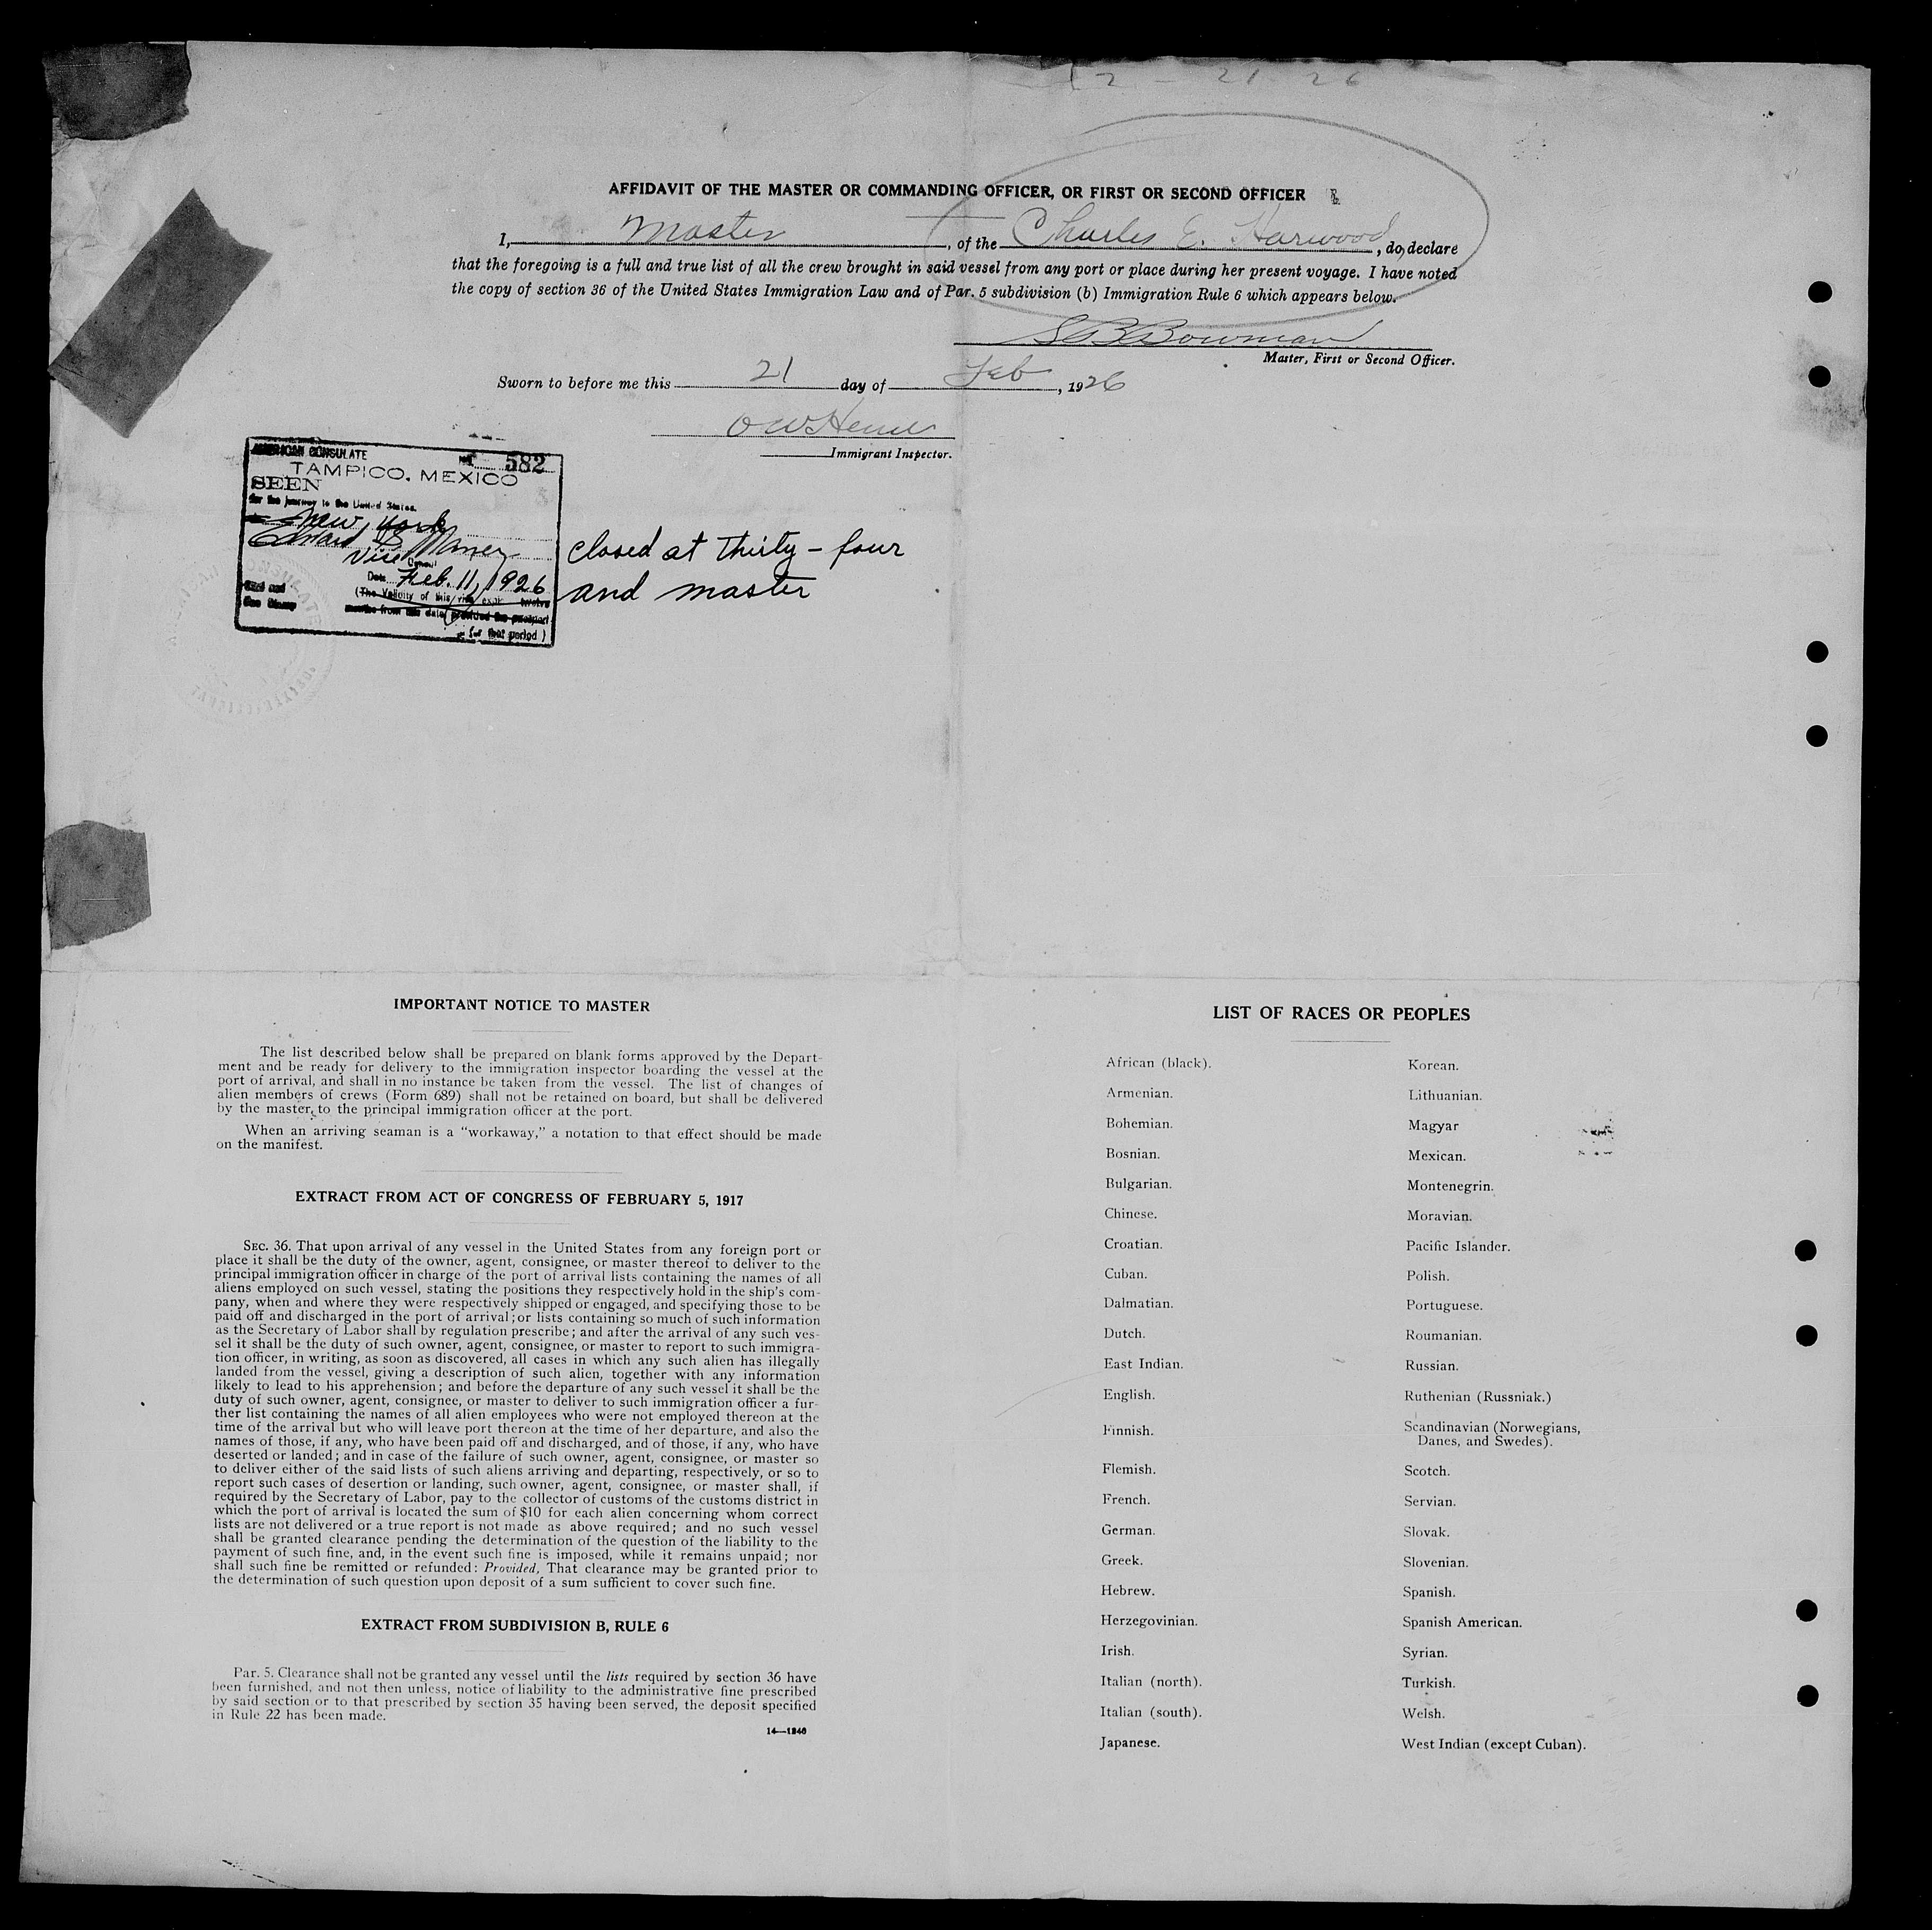 2 - 21 26
AFFIDAVIT OF THE MASTER OR COMMANDING OFFICER, OR FIRST OR SECOND OFFICER
I, Master, of the Charles E. Harwood, do declare
that the foregoing is a full and true list of all the crew brought in said vessel from any port or place during her present voyage. I have noted
the copy of section 36 of the United States Immigration Law and of Par. 5 subdivision (b) Immigration Rule 6 which appears below.
S B Bowman
Master, First or Second Officer.
Sworn to before me this 21 day of Feb, 1926
O W
Immigrant Inspector.
AMERICAN CONSULATE
582
TAMPICO, MEXICO
SEEN
for the journey to the United States.
New York
Edward S Maney
Vice Consul
Date Feb. 11, 1926
(The Validity of this visa twelve
months from this date provided the passport
for that period)
closed at thirty-four
and master
IMPORTANT NOTICE TO MASTER
The list described below shall be prepared on blank forms approved by the Depart-
ment and be ready for delivery to the immigration inspector boarding the vessel at the
port of arrival, and shall in no instance be taken from the vessel. The list of changes of
alien members of crews (Form 689) shall not be retained on board, but shall be delivered
by the master to the principal immigration officer at the port.
When an arriving seaman is a "workaway," a notation to that effect should be made
on the manifest.
EXTRACT FROM ACT OF CONGRESS OF FEBRUARY 5, 1917
SEC. 36. That upon arrival of any vessel in the United States from any foreign port or
place it shall be the duty of the owner, agent, consignee, or master thereof to deliver to the
principal immigration officer in charge of the port of arrival lists containing the names of all
aliens employed on such vessel, stating the positions they respectively hold in the ship's com-
pany, when and where they were respectively shipped or engaged, and specifying those to be
paid off and discharged in the port of arrival; or lists containing so much of such information
as the Secretary of Labor shall by regulation prescribe; and after the arrival of any such ves-
sel it shall be the duty of such owner, agent, consignee, or master to report to such immigra-
tion officer, in writing, as soon as discovered, all cases in which any such alien has illegally
landed from the vessel, giving a description of such alien, together with any information
likely to lead to his apprehension; and before the departure of any such vessel it shall be the
duty of such owner, agent, consignee, or master to deliver to such immigration officer a fur-
ther list containing the names of all alien employees who were not employed thereon at the
time of the arrival but who will leave port thereon at the time of her departure, and also the
names of those, if any, who have been paid off and discharged, and of those, if any, who have
deserted or landed; and in case of the failure of such owner, agent, consignee, or master so
to deliver either of the said lists of such aliens arriving and departing, respectively, or so to
report such cases of desertion or landing, such owner, agent, consignee, or master shall, if
required by the Secretary of Labor, pay to the collector of customs of the customs district in
which the port of arrival is located the sum of $10 for each alien concerning whom correct
lists are not delivered or a true report is not made as above required; and no such vessel
shall be granted clearance pending the determination of the question of the liability to the
payment of such fine, and, in the event such fine is imposed, while it remains unpaid; nor
shall such fine be remitted or refunded: Provided, That clearance may be granted prior to
the determination of such question upon deposit of a sum sufficient to cover such fine.
EXTRACT FROM SUBDIVISION B, RULE 6
Par. 5. Clearance shall not be granted any vessel until the lists required by section 36 have
been furnished, and not then unless, notice of liability to the administrative fine prescribed
by said section or to that prescribed by section 35 having been served, the deposit specified
in Rule 22 has been made.
14—1240
LIST OF RACES OR PEOPLES
African (black).
Armenian.
Bohemian.
Bosnian.
Bulgarian.
Chinese.
Croatian.
Cuban.
Dalmatian.
Dutch.
East Indian.
English.
Finnish.
Flemish.
French.
German.
Greek.
Hebrew.
Herzegovinian.
Irish.
Italian (north).
Italian (south).
Japanese.
Korean.
Lithuanian.
Magyar
Mexican.
Montenegrin.
Moravian.
Pacific Islander.
Polish.
Portuguese.
Roumanian.
Russian.
Ruthenian (Russniak.)
Scandinavian (Norwegians,
Danes, and Swedes).
Scotch.
Servian.
Slovak.
Slovenian.
Spanish.
Spanish American.
Syrian.
Turkish.
Welsh.
West Indian (except Cuban).